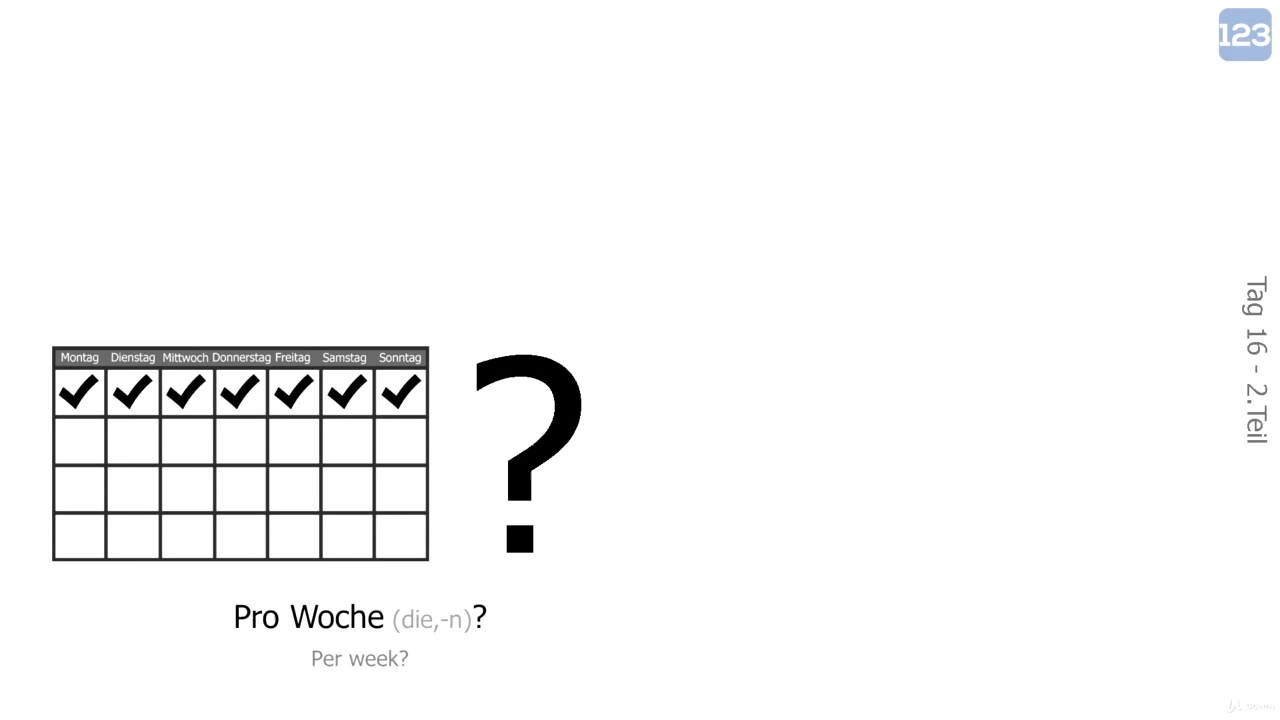 123
Montag Dienstag Mittwoch Donnerstag Freitag Samstag Sonntag
?
Pro Woche (die,-n)?
Per week?
Tag 16 - 2.Teil